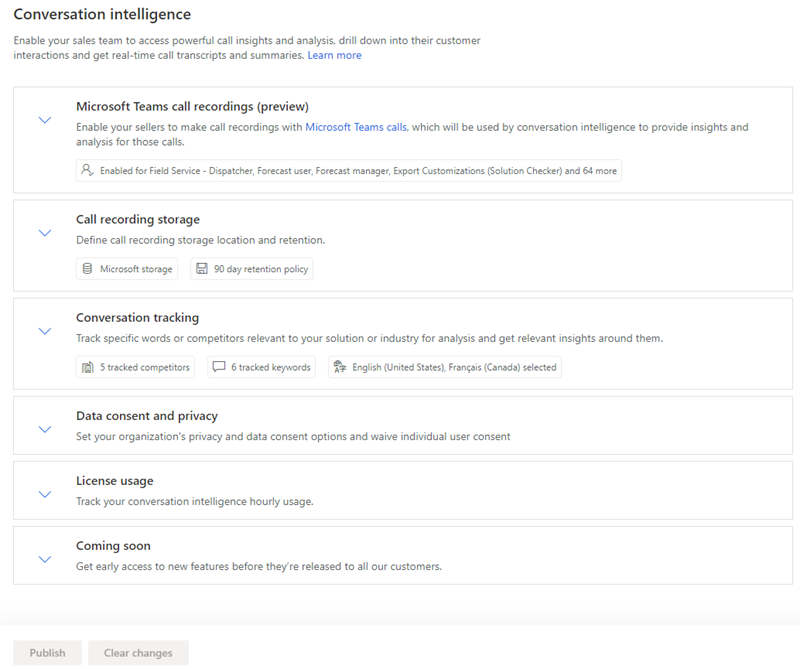 Conversation intelligence
Enable your sales team to access powerful call insights and analysis, drill down into their customer
interactions and get real-time call transcripts and summaries. Learn more
Microsoft Teams call recordings (preview)
Enable your sellers to make call recordings with Microsoft Teams calls, which will be used by conversation intelligence to provide insights and
analysis for those calls.
Enabled for Field Service - Dispatcher, Forecast user, Forecast manager, Export Customizations (Solution Checker) and 64 more
Call recording storage
Define call recording storage location and retention.
Microsoft storage 90 day retention policy
Conversation tracking
Track specific words or competitors relevant to your solution or industry for analysis and get relevant insights around them.
5 tracked competitors 6 tracked keywords English (United States), Français (Canada) selected
Data consent and privacy
Set your organization's privacy and data consent options and waive individual user consent
License usage
Track your conversation intelligence hourly usage.
Coming soon
Get early access to new features before they’re released to all our customers.
Publish Clear changes